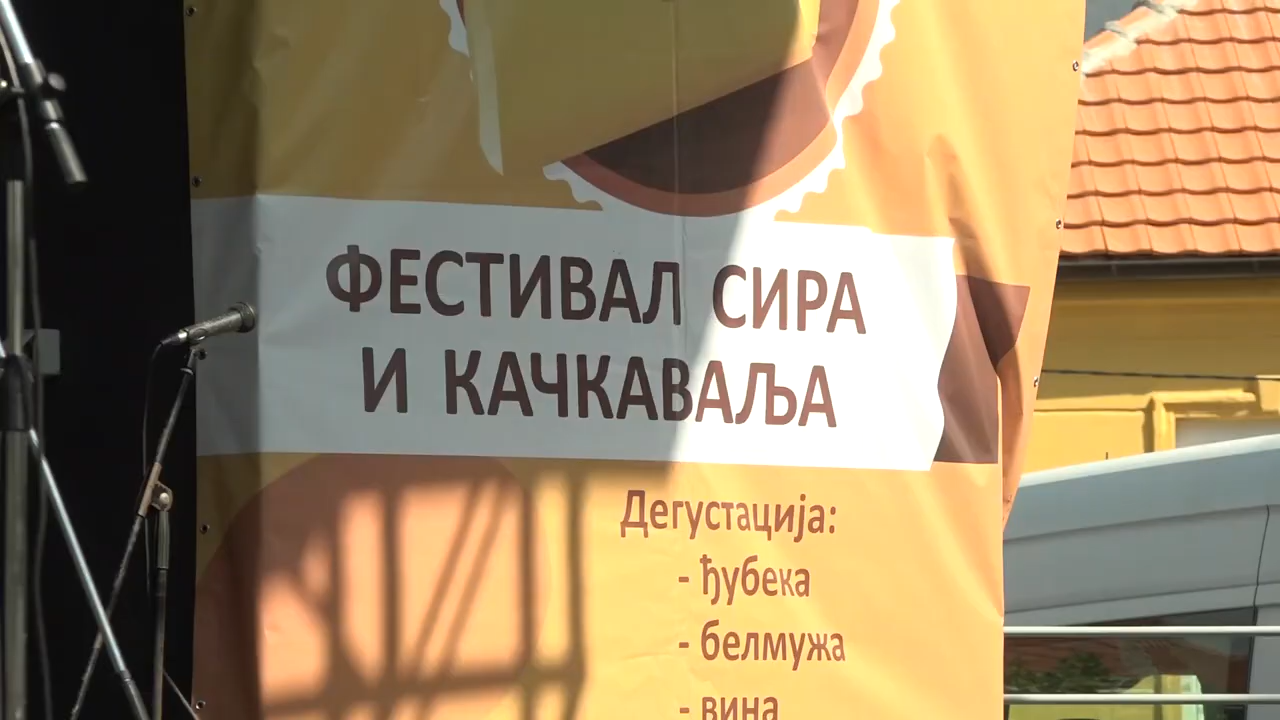 ФЕСТИВАЛ СИРА
И КАЧКАВАЉА
Дегустација:
- ђубека
- белмужа
- вина